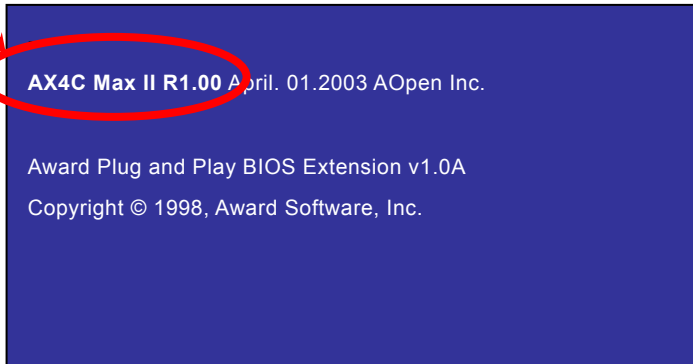 AX4C Max II R1.00 April. 01.2003 AOpen Inc.
Award Plug and Play BIOS Extension v1.0A
Copyright © 1998, Award Software, Inc.